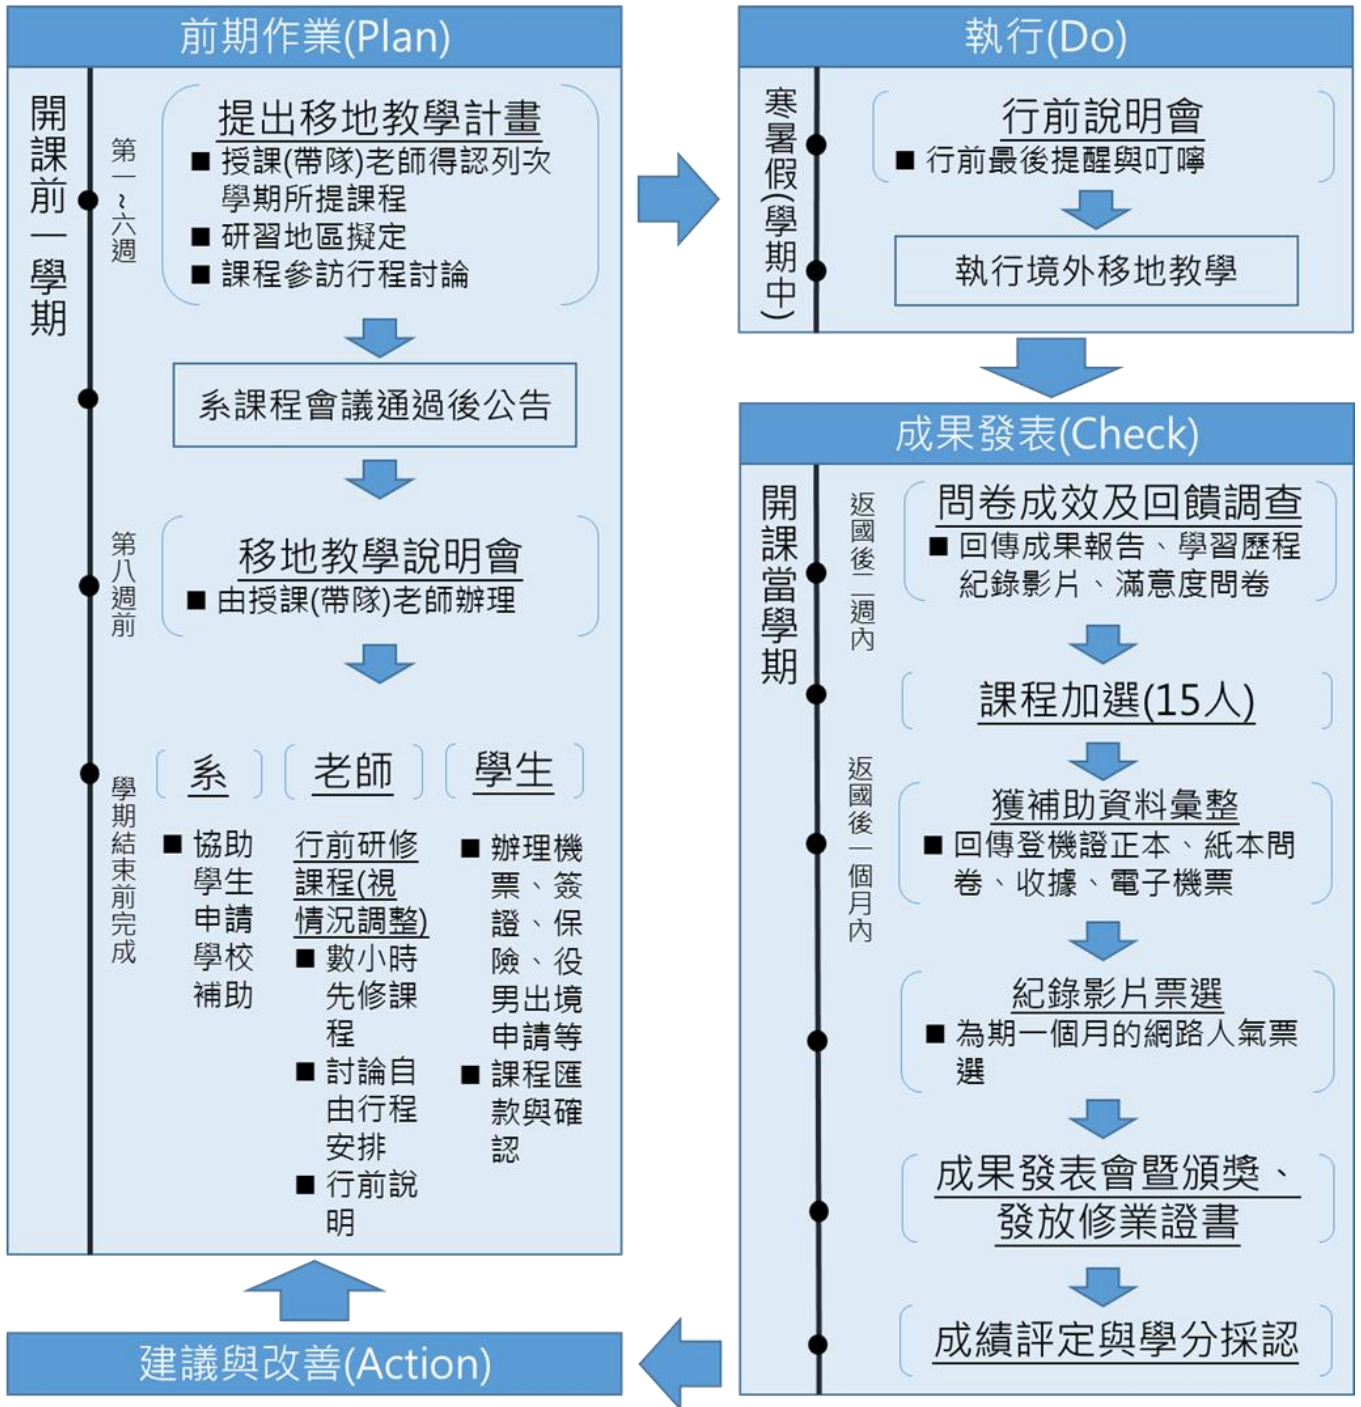 前期作業(Plan)
開課前一學期
第一~六週
提出移地教學計畫
■ 授課(帶隊)老師得認列次
學期所提課程
■ 研習地區擬定
■ 課程參訪行程討論
系課程會議通過後公告
第八週前
移地教學說明會
■ 由授課(帶隊)老師辦理
學期結束前完成
系
■ 協助
學生
申請
學校
補助
老師
行前研修
課程(視
情況調整)
■ 數小時
先修課
程
■ 討論自
由行程
安排
■ 行前說
明
學生
■ 辦理機
票、簽
證、保
險、役
男出境
申請等
■ 課程匯
款與確
認
執行(Do)
寒暑假(學期中)
行前說明會
■ 行前最後提醒與叮嚀
執行境外移地教學
成果發表(Check)
開課當學期
返國後二週內
問卷成效及回饋調查
■ 回傳成果報告、學習歷程
紀錄影片、滿意度問卷
課程加選(15人)
返國後一個月內
獲補助資料彙整
■ 回傳登機證正本、紙本問
卷、收據、電子機票
紀錄影片票選
■ 為期一個月的網路人氣票
選
成果發表會暨頒獎、
發放修業證書
成績評定與學分採認
建議與改善(Action)